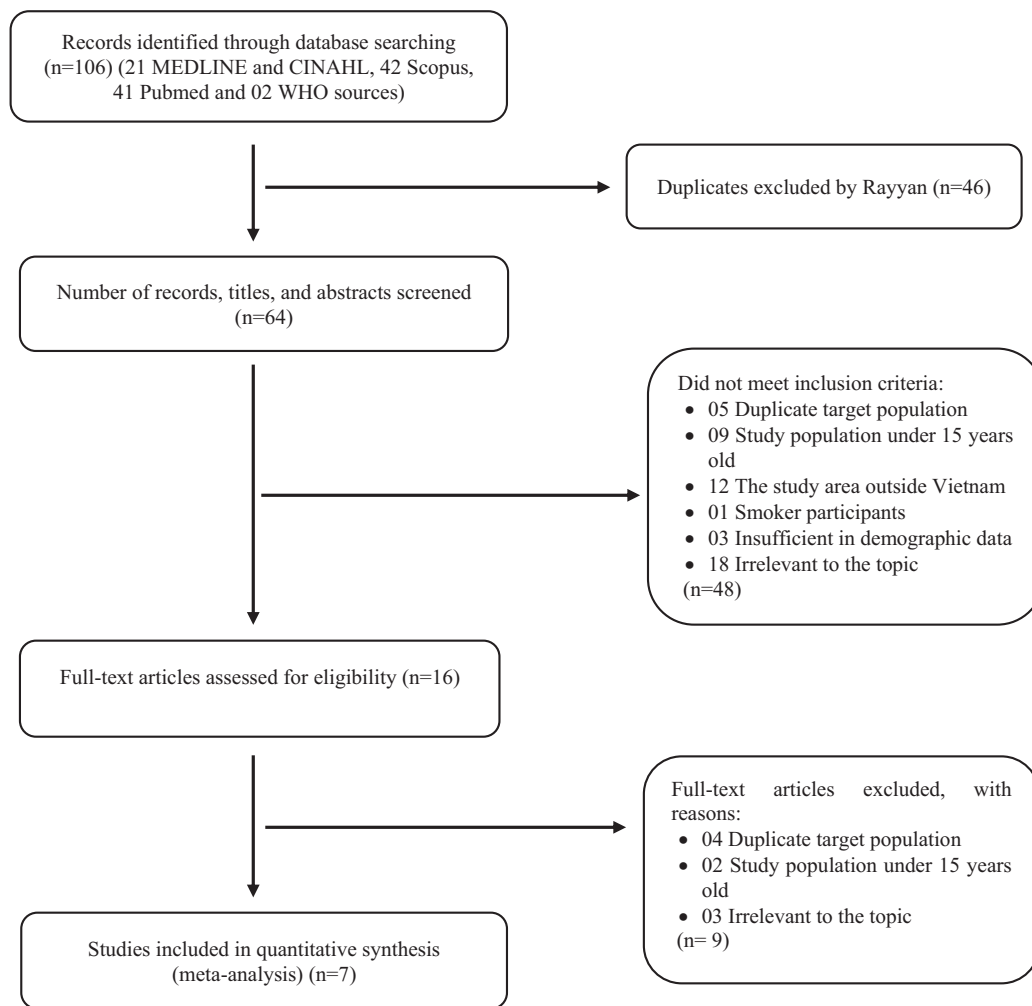 Records identified through database searching
(n=106) (21 MEDLINE and CINAHL, 42 Scopus,
41 Pubmed and 02 WHO sources)
Duplicates excluded by Rayyan (n=46)
Number of records, titles, and abstracts screened
(n=64)
Did not meet inclusion criteria:
• 05 Duplicate target population
• 09 Study population under 15 years
old
• 12 The study area outside Vietnam
• 01 Smoker participants
• 03 Insufficient in demographic data
• 18 Irrelevant to the topic
(n=48)
Full-text articles assessed for eligibility (n=16)
Full-text articles excluded, with
reasons:
• 04 Duplicate target population
• 02 Study population under 15 years
old
• 03 Irrelevant to the topic
(n= 9)
Studies included in quantitative synthesis
(meta-analysis) (n=7)